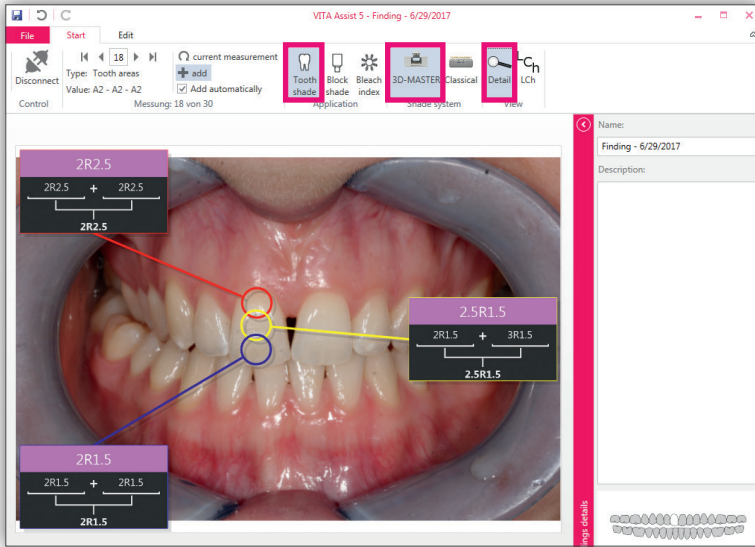 VITA Assist 5 - Finding - 6/29/2017
File Start Edit
Disconnect
Control
18
Type: Tooth areas
Value: A2 - A2 - A2
Messung: 18 von 30
current measurement
add
Add automatically
Tooth shade
Block shade
Bleach index
Application
3D-MASTER
Classical
Shade system
Detail
LCh
LCh
View
Name:
Finding - 6/29/2017
Description:
2R2.5
2R2.5 + 2R2.5
2R2.5
2.5R1.5
2R1.5 + 3R1.5
2.5R1.5
2R1.5
2R1.5 + 2R1.5
2R1.5
ings details